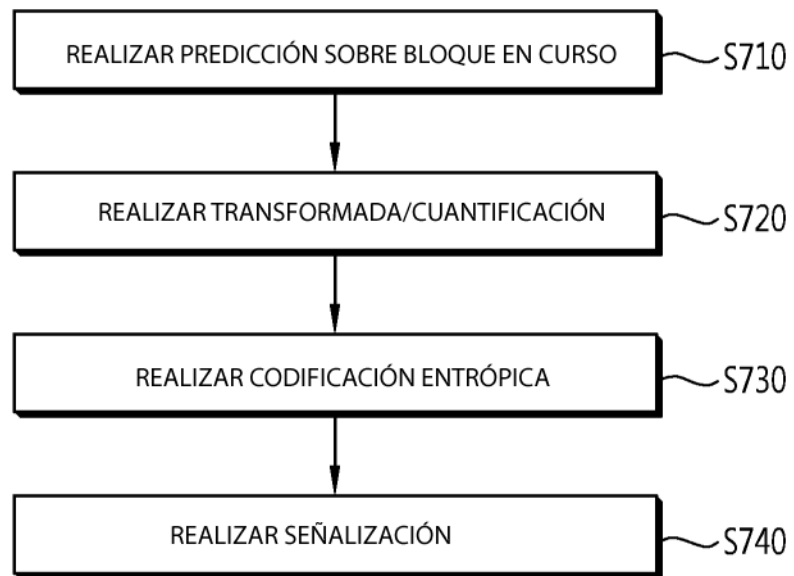 REALIZAR PREDICCIÓN SOBRE BLOQUE EN CURSO S710
REALIZAR TRANSFORMADA/CUANTIFICACIÓN S720
REALIZAR CODIFICACIÓN ENTRÓPICA S730
REALIZAR SEÑALIZACIÓN S740